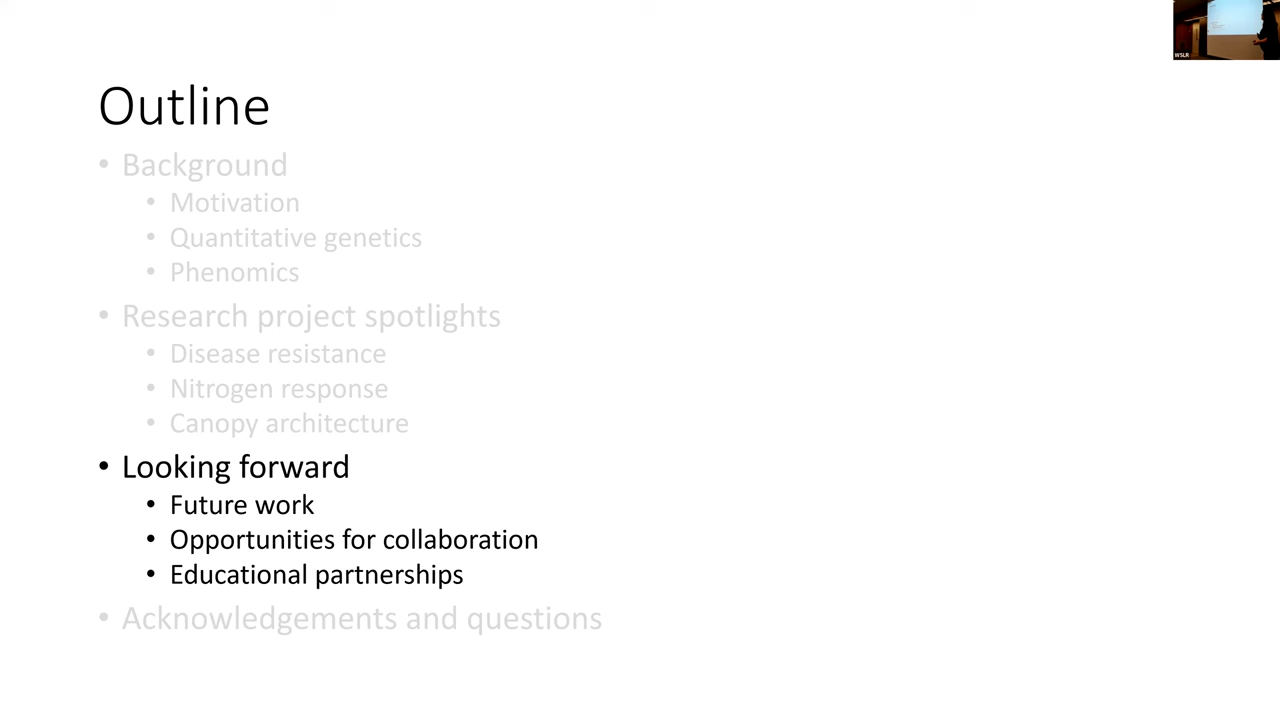 WSLR
Outline
• Background
• Motivation
• Quantitative genetics
• Phenomics
• Research project spotlights
• Disease resistance
• Nitrogen response
• Canopy architecture
• Looking forward
• Future work
• Opportunities for collaboration
• Educational partnerships
• Acknowledgements and questions